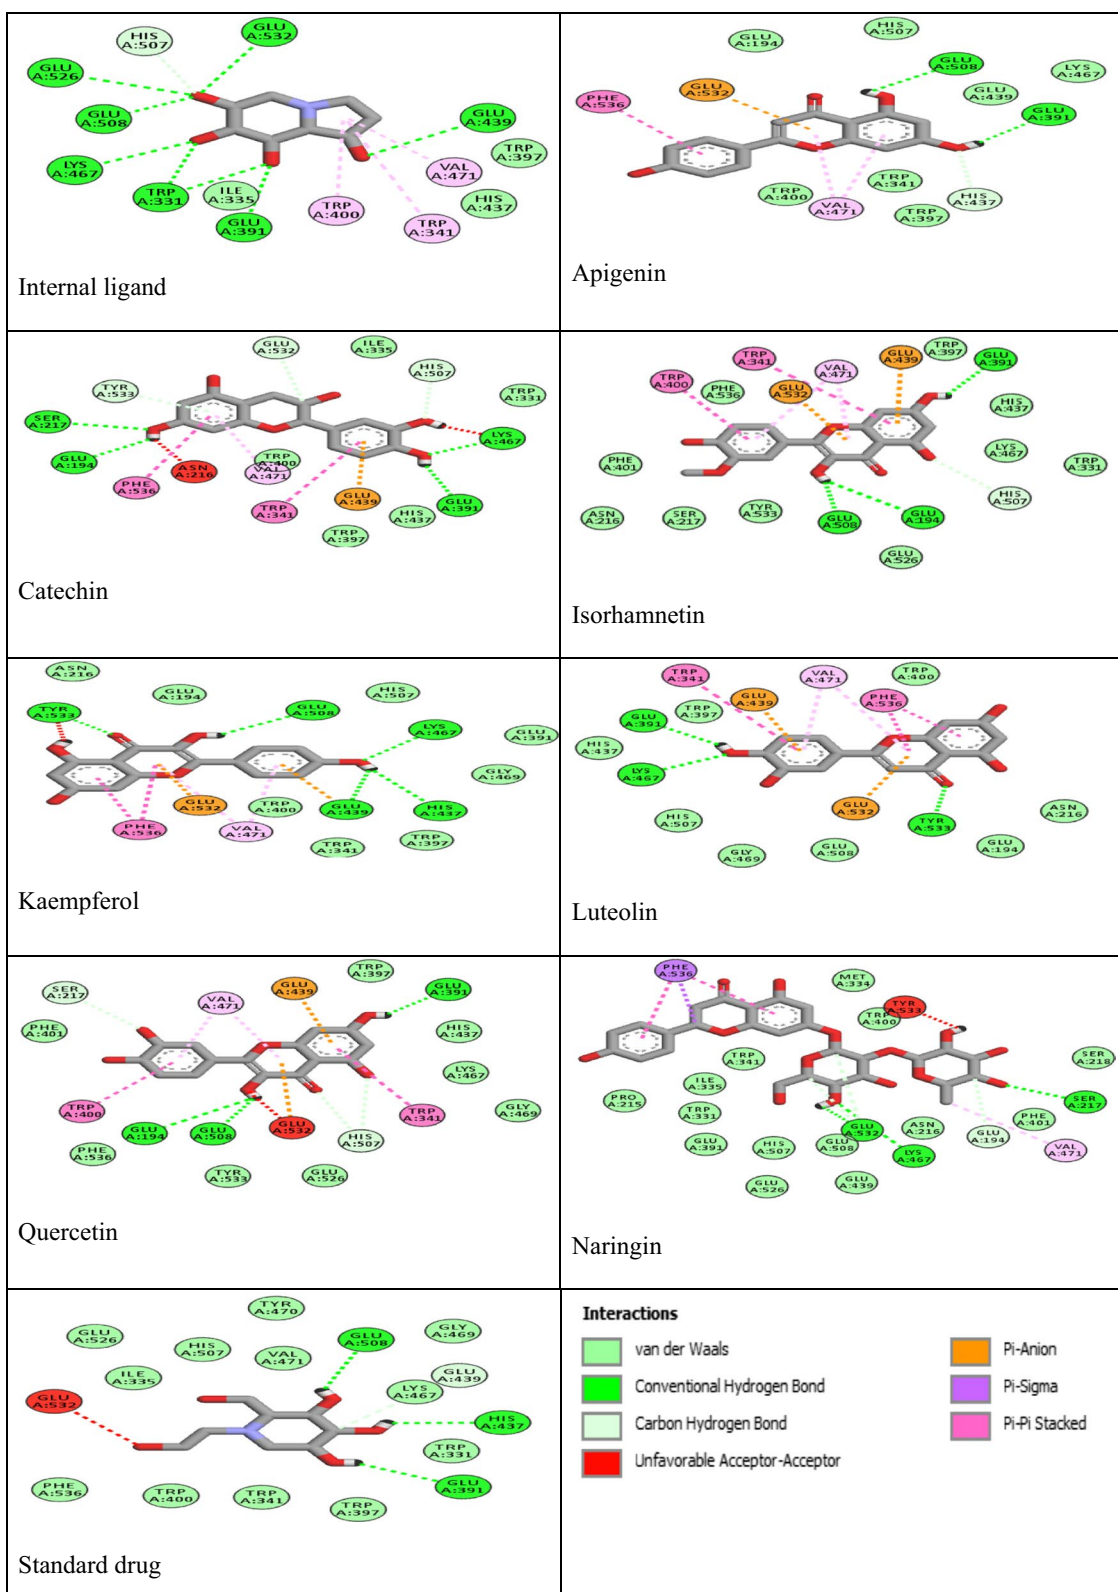 HIS
A:507
GLU
A:532
GLU
A:526
GLU
A:508
GLU
A:439
LYS
A:467
TRP
A:397
VAL
A:471
TRP
A:331
ILE
A:335
HIS
A:437
GLU
A:391
TRP
A:400
TRP
A:341
Internal ligand
HIS
A:507
GLU
A:194
GLU
A:508
LYS
A:467
GLU
A:532
GLU
A:439
PHE
A:536
GLU
A:391
TRP
A:341
TRP
A:400
VAL
A:471
HIS
A:437
TRP
A:397
Apigenin
GLU
A:532
ILE
A:335
HIS
A:507
TYR
A:533
TRP
A:331
SER
A:217
LYS
A:467
GLU
A:194
ASN
A:216
TRP
A:400
VAL
A:471
PHE
A:536
GLU
A:439
TRP
A:341
HIS
A:437
GLU
A:391
TRP
A:397
Catechin
TRP
A:341
VAL
A:471
GLU
A:439
TRP
A:397
GLU
A:391
TRP
A:400
PHE
A:536
GLU
A:532
HIS
A:437
LYS
A:467
PHE
A:401
TRP
A:331
HIS
A:507
ASN
A:216
SER
A:217
TYR
A:533
GLU
A:508
GLU
A:194
GLU
A:526
Isorhamnetin
ASN
A:216
GLU
A:194
HIS
A:507
TYR
A:533
GLU
A:508
LYS
A:467
GLU
A:391
GLY
A:469
GLU
A:532
TRP
A:400
GLU
A:439
HIS
A:437
PHE
A:536
VAL
A:471
TRP
A:341
TRP
A:397
Kaempferol
TRP
A:341
VAL
A:471
TRP
A:400
GLU
A:439
PHE
A:536
GLU
A:391
TRP
A:397
HIS
A:437
LYS
A:467
GLU
A:532
TYR
A:533
ASN
A:216
HIS
A:507
GLY
A:469
GLU
A:508
GLU
A:194
Luteolin
TRP
A:397
SER
A:217
VAL
A:471
GLU
A:439
GLU
A:391
PHE
A:401
HIS
A:437
LYS
A:467
TRP
A:400
TRP
A:341
GLY
A:469
GLU
A:194
GLU
A:508
GLU
A:532
HIS
A:507
PHE
A:536
TYR
A:533
GLU
A:526
Quercetin
PHE
A:536
MET
A:334
TRP
A:400
TYR
A:533
TRP
A:341
SER
A:218
ILE
A:335
PRO
A:215
SER
A:217
TRP
A:331
PHE
A:401
ASN
A:216
GLU
A:532
GLU
A:194
GLU
A:391
HIS
A:507
GLU
A:508
LYS
A:467
VAL
A:471
GLU
A:526
GLU
A:439
Naringin
TYR
A:470
GLU
A:526
HIS
A:507
GLU
A:508
GLY
A:469
VAL
A:471
GLU
A:439
ILE
A:335
LYS
A:467
GLU
A:532
HIS
A:437
TRP
A:331
PHE
A:536
TRP
A:400
TRP
A:341
GLU
A:391
TRP
A:397
Standard drug
Interactions
van der Waals
Pi-Anion
Conventional Hydrogen Bond
Pi-Sigma
Carbon Hydrogen Bond
Pi-Pi Stacked
Unfavorable Acceptor-Acceptor